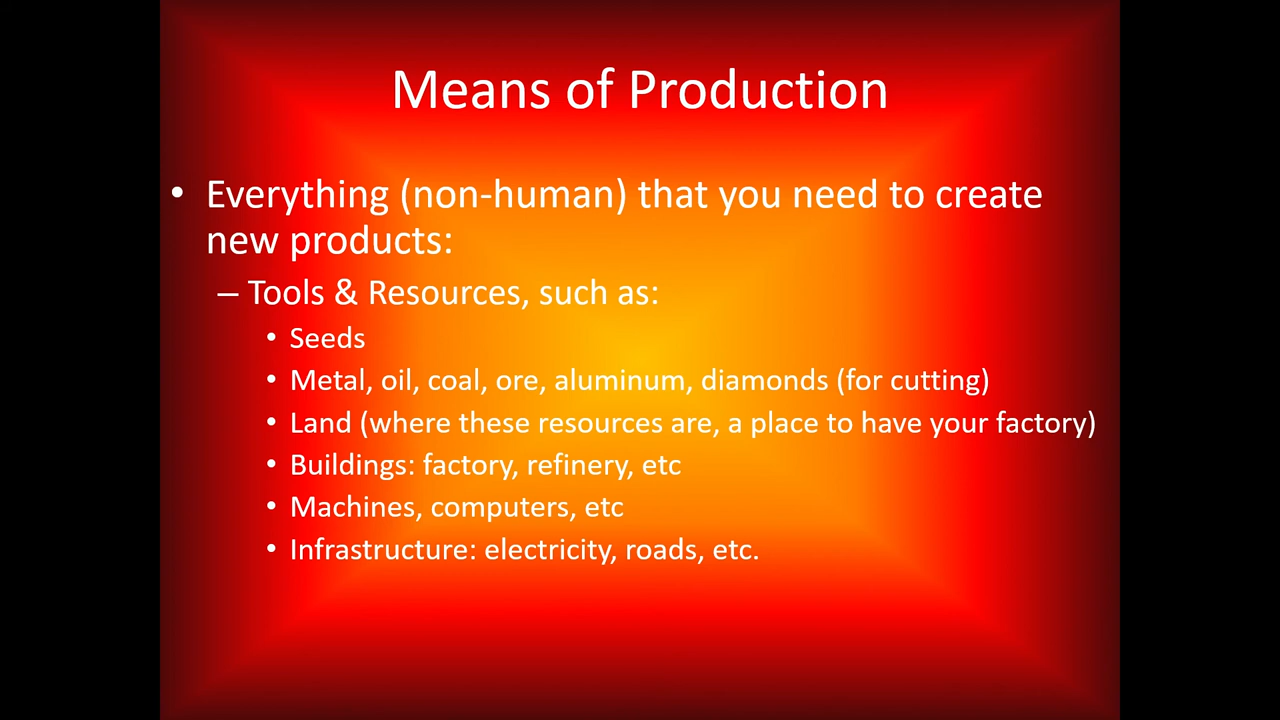 Means of Production
• Everything (non-human) that you need to create
new products:
– Tools & Resources, such as:
• Seeds
• Metal, oil, coal, ore, aluminum, diamonds (for cutting)
• Land (where these resources are, a place to have your factory)
• Buildings: factory, refinery, etc
• Machines, computers, etc
• Infrastructure: electricity, roads, etc.